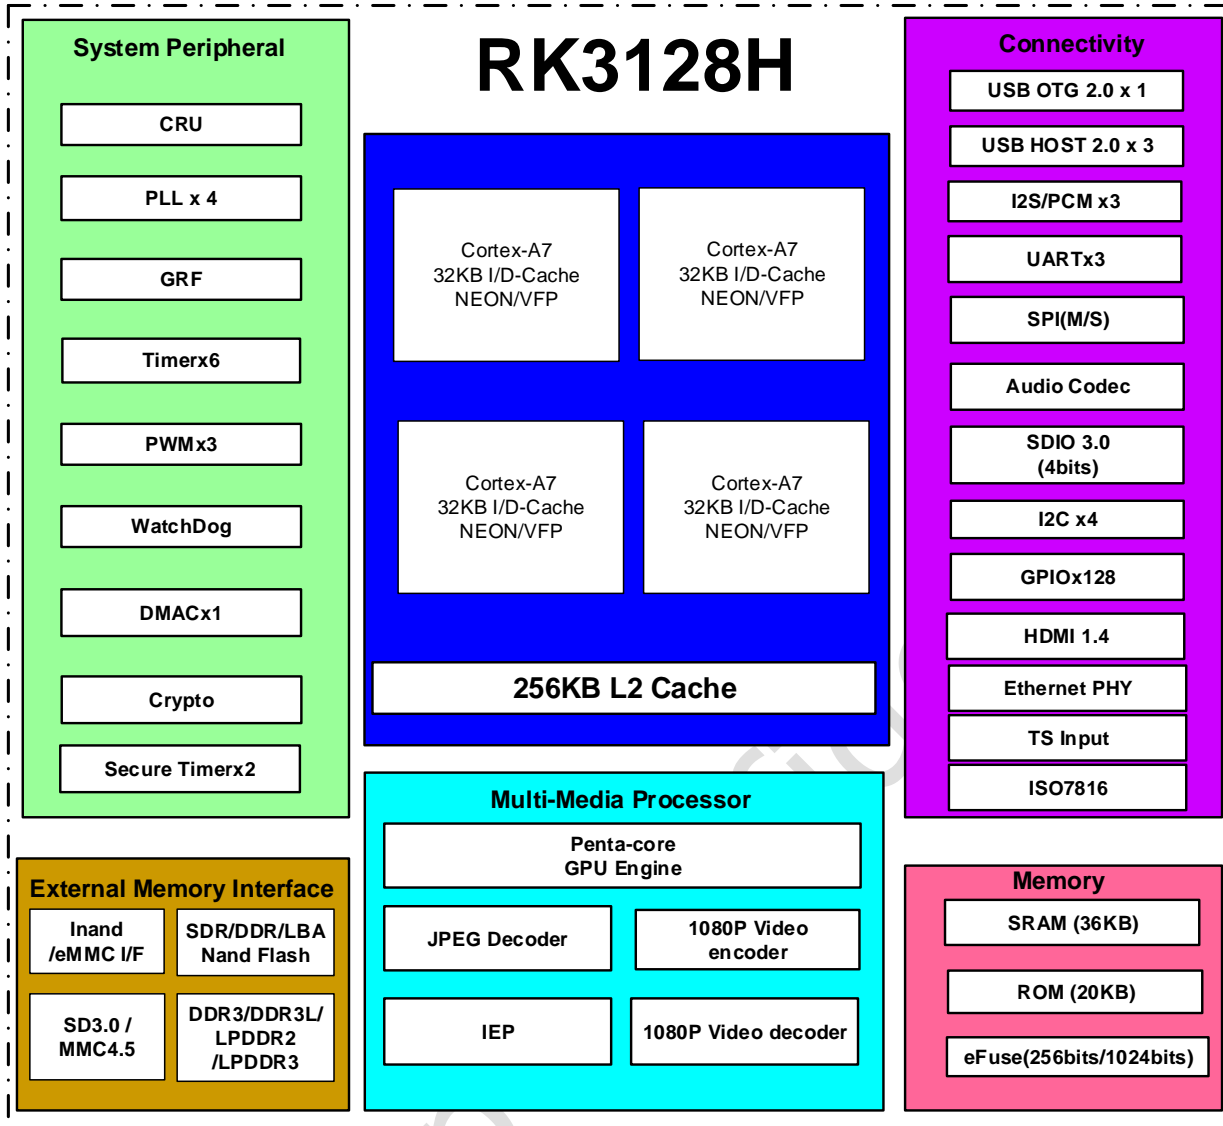 RK3128H
System Peripheral
CRU
PLL x 4
GRF
Timerx6
PWMx3
WatchDog
DMACx1
Crypto
Secure Timerx2
External Memory Interface
Inand
/eMMC I/F
SDR/DDR/LBA
Nand Flash
SD3.0 /
MMC4.5
DDR3/DDR3L/
LPDDR2
/LPDDR3
Cortex-A7
32KB I/D-Cache
NEON/VFP
Cortex-A7
32KB I/D-Cache
NEON/VFP
Cortex-A7
32KB I/D-Cache
NEON/VFP
Cortex-A7
32KB I/D-Cache
NEON/VFP
256KB L2 Cache
Multi-Media Processor
Penta-core
GPU Engine
JPEG Decoder
1080P Video
encoder
IEP
1080P Video decoder
Connectivity
USB OTG 2.0 x 1
USB HOST 2.0 x 3
I2S/PCM x3
UARTx3
SPI(M/S)
Audio Codec
SDIO 3.0
(4bits)
I2C x4
GPIOx128
HDMI 1.4
Ethernet PHY
TS Input
ISO7816
Memory
SRAM (36KB)
ROM (20KB)
eFuse(256bits/1024bits)